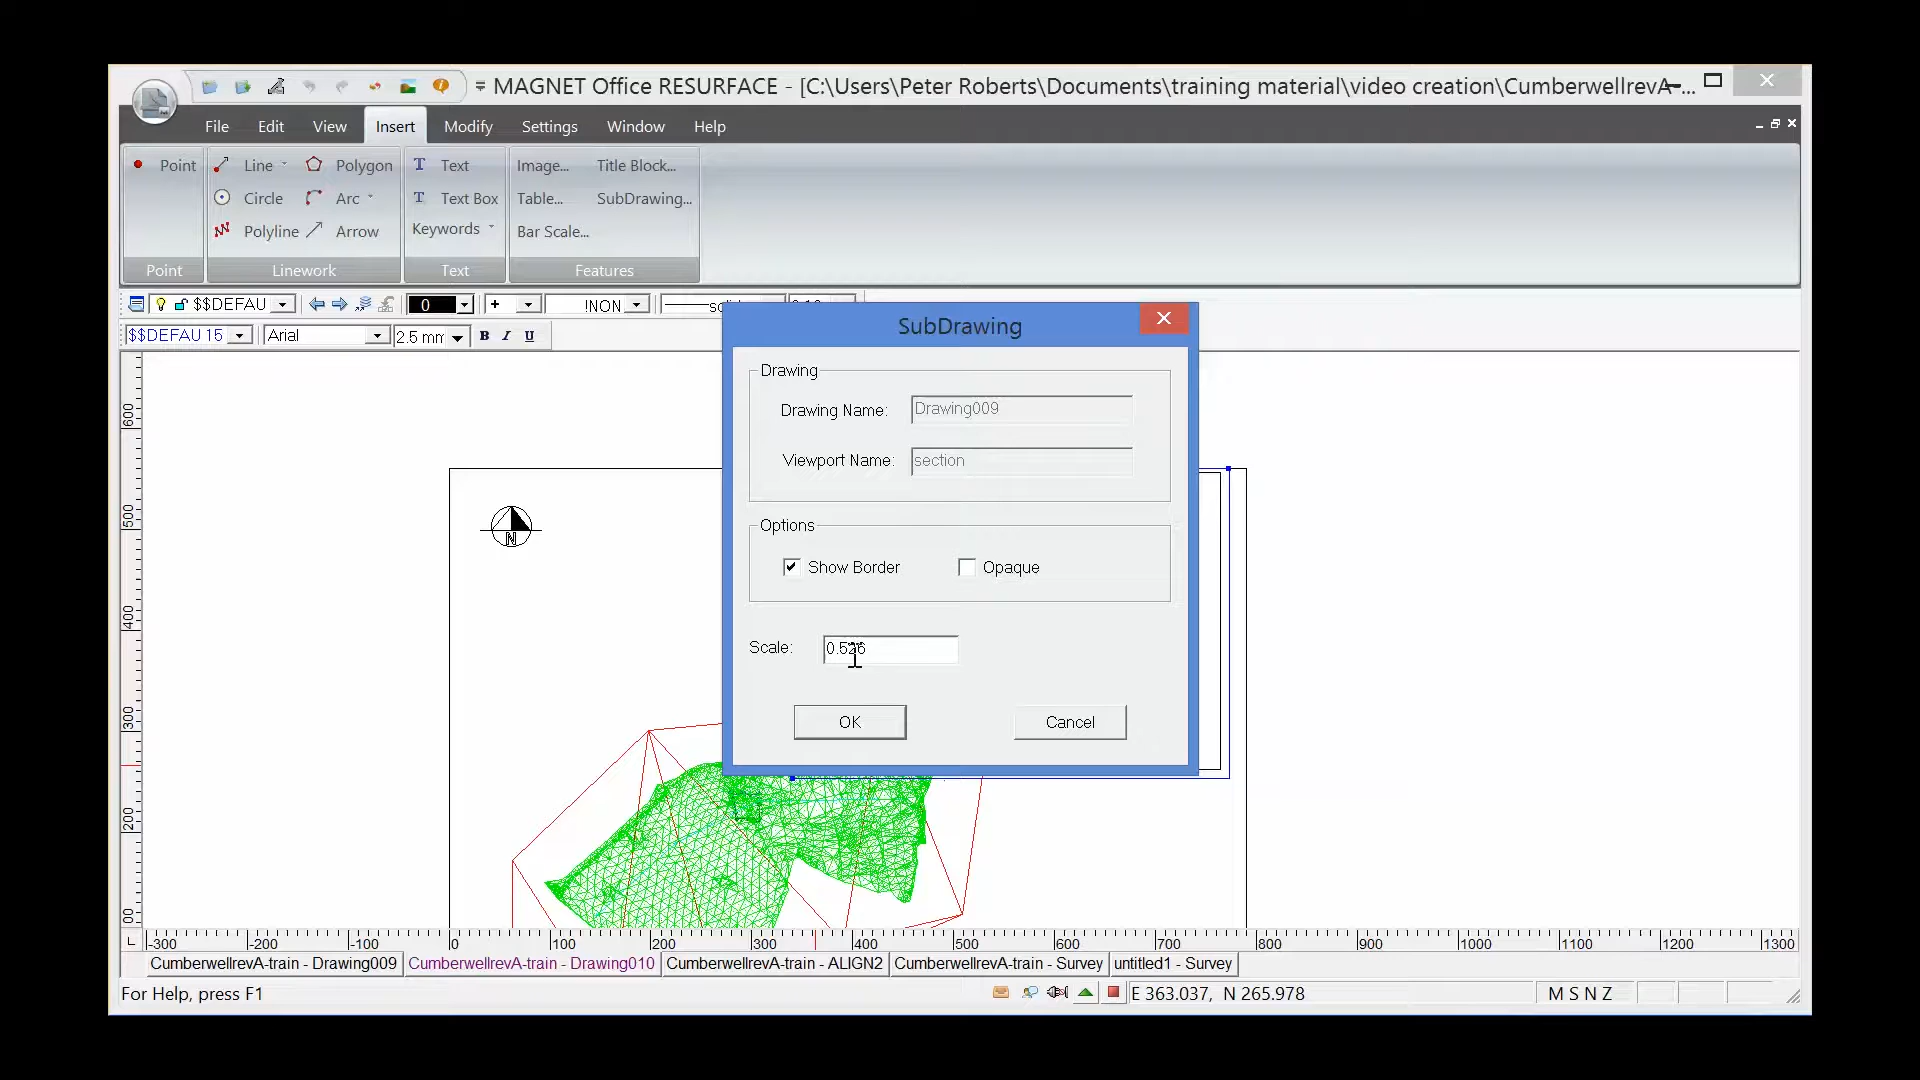 MAGNET Office RESURFACE - [C:\Users\Peter Roberts\Documents\training material\video creation\CumberwellrevA-...
File Edit View Insert Modify Settings Window Help
Point Line Polygon Text Image... Title Block...
Circle Arc Text Box Table... SubDrawing...
Polyline Arrow Keywords Bar Scale...
Point Linework Text Features
$$DEFAU 0 + !NON
$$DEFAU 15 Arial 2.5 mm B I U
SubDrawing
Drawing
Drawing Name: Drawing009
Viewport Name: section
Options
Show Border Opaque
Scale: 0.526
OK Cancel
N
600
500
400
300
200
00
-300 -200 -100 0 100 200 300 400 500 600 700 800 900 1000 1100 1200 1300
CumberwellrevA-train - Drawing009 CumberwellrevA-train - Drawing010 CumberwellrevA-train - ALIGN2 CumberwellrevA-train - Survey untitled1 - Survey
For Help, press F1 E 363.037, N 265.978 M S N Z